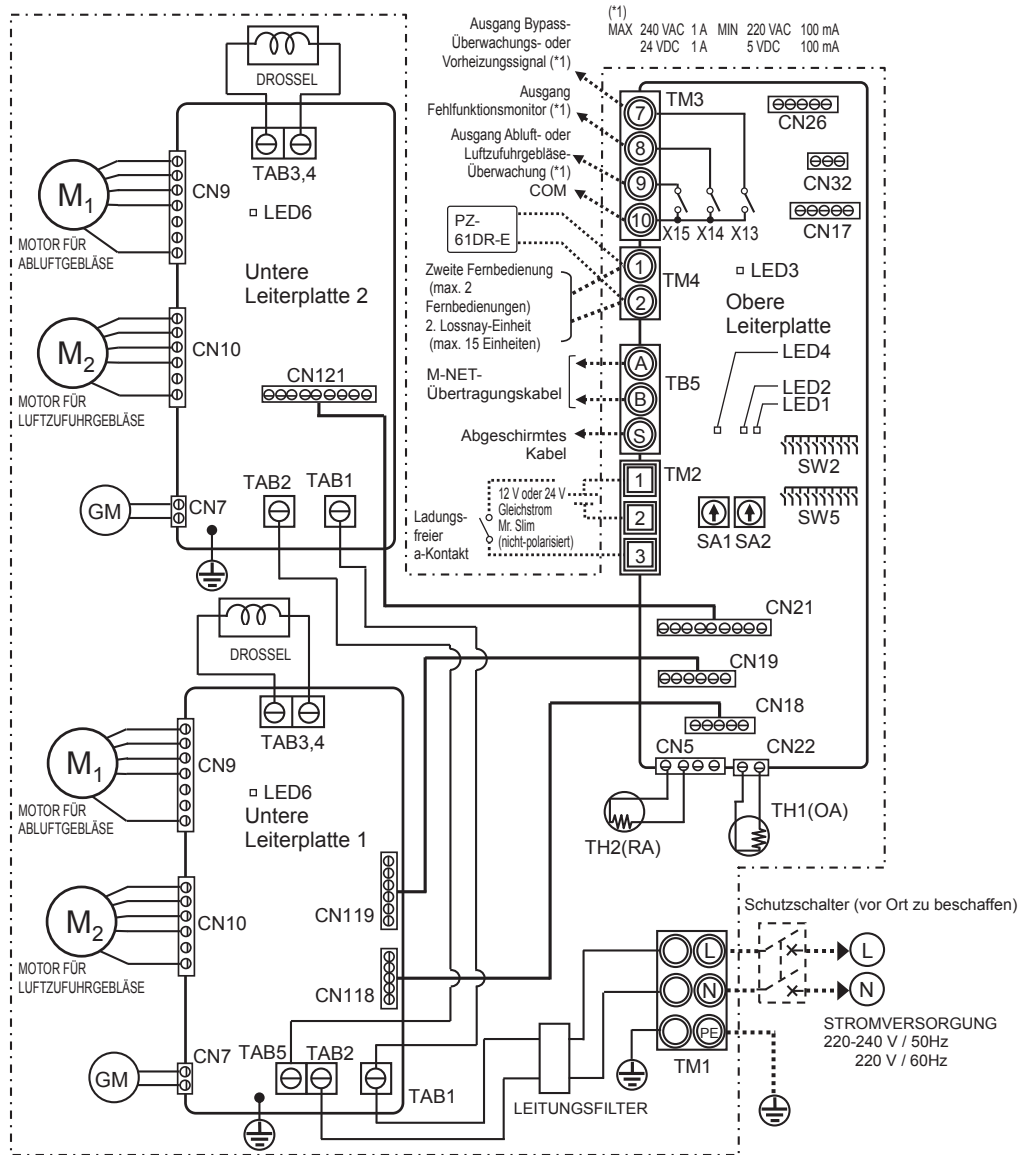 (*1)
MAX 240 VAC 1 A MIN 220 VAC 100 mA
24 VDC 1 A 5 VDC 100 mA
Ausgang Bypass-
Überwachungs- oder
Vorheizungssignal (*1)
Ausgang
Fehlfunktionsmonitor (*1)
Ausgang Abluft- oder
Luftzufuhrgebläse-
Überwachung (*1)
COM
PZ-
61DR-E
Zweite Fernbedienung
(max. 2
Fernbedienungen)
2. Lossnay-Einheit
(max. 15 Einheiten)
M-NET-
Übertragungskabel
Abgeschirmtes
Kabel
12 V oder 24 V
Gleichstrom
Mr. Slim
(nicht-polarisiert)
Ladungs-
freier
a-Kontakt
7
8
9
10
TM3
X15 X14 X13
1
2
TM4
A
B
S
TB5
1
2
3
TM2
CN26
CN32
CN17
LED3
Obere
Leiterplatte
LED4
LED2
LED1
SW2
SW5
SA1 SA2
CN21
CN19
CN18
CN5
CN22
TH2(RA)
TH1(OA)
DROSSEL
TAB3,4
M1
CN9
MOTOR FÜR
ABLUFTGEBLÄSE
LED6
Untere
Leiterplatte 2
M2
CN10
MOTOR FÜR
LUFTZUFUHRGEBLÄSE
CN121
TAB2
TAB1
GM
CN7
DROSSEL
TAB3,4
M1
CN9
MOTOR FÜR
ABLUFTGEBLÄSE
LED6
Untere
Leiterplatte 1
M2
CN10
MOTOR FÜR
LUFTZUFUHRGEBLÄSE
CN119
CN118
GM
CN7
TAB5
TAB2
TAB1
LEITUNGSFILTER
Schutzschalter (vor Ort zu beschaffen)
L
N
PE
TM1
L
N
STROMVERSORGUNG
220-240 V / 50Hz
220 V / 60Hz